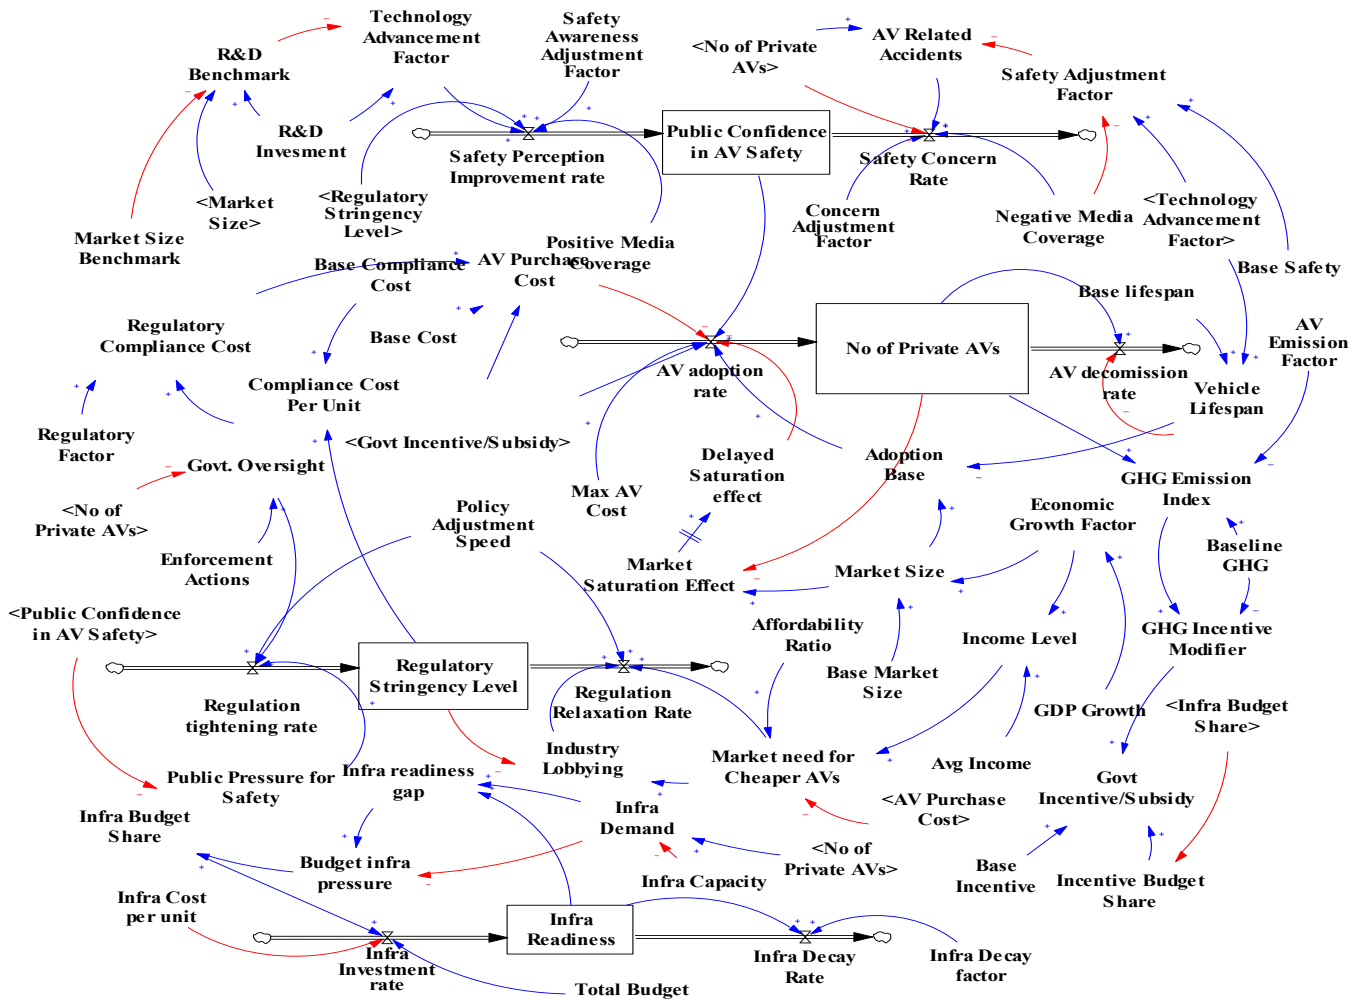 Technology
Advancement
Factor
Safety
Awareness
Adjustment
Factor
<No of Private
AVs>
AV Related
Accidents
R&D
Benchmark
Safety Adjustment
Factor
R&D
Invesment
Public Confidence
in AV Safety
Safety Perception
Improvement rate
Safety Concern
Rate
<Market
Size>
<Regulatory
Stringency
Level>
Concern
Adjustment
Factor
Negative Media
Coverage
<Technology
Advancement
Factor>
Market Size
Benchmark
Base Compliance
Cost
AV Purchase
Cost
Positive Media
Coverage
Base Safety
Base lifespan
Regulatory
Compliance Cost
Base Cost
No of Private AVs
AV
Emission
Factor
AV adoption
rate
AV decomission
rate
Vehicle
Lifespan
Compliance Cost
Per Unit
Regulatory
Factor
<Govt Incentive/Subsidy>
Govt. Oversight
Delayed
Saturation
effect
Adoption
Base
GHG Emission
Index
Max AV
Cost
<No of
Private AVs>
Policy
Adjustment
Speed
Economic
Growth Factor
Enforcement
Actions
Market
Saturation Effect
Market Size
Baseline
GHG
<Public Confidence
in AV Safety>
Affordability
Ratio
Income Level
GHG Incentive
Modifier
Regulatory
Stringency Level
Base Market
Size
Regulation
tightening rate
Regulation
Relaxation Rate
GDP Growth
<Infra Budget
Share>
Industry
Lobbying
Market need for
Cheaper AVs
Avg Income
Public Pressure for
Safety
Infra readiness
gap
Govt
Incentive/Subsidy
Infra Budget
Share
Infra
Demand
<AV Purchase
Cost>
Budget infra
pressure
<No of
Private AVs>
Base
Incentive
Incentive Budget
Share
Infra Capacity
Infra Cost
per unit
Infra
Readiness
Infra
Investment
rate
Infra Decay
Rate
Infra Decay
factor
Total Budget